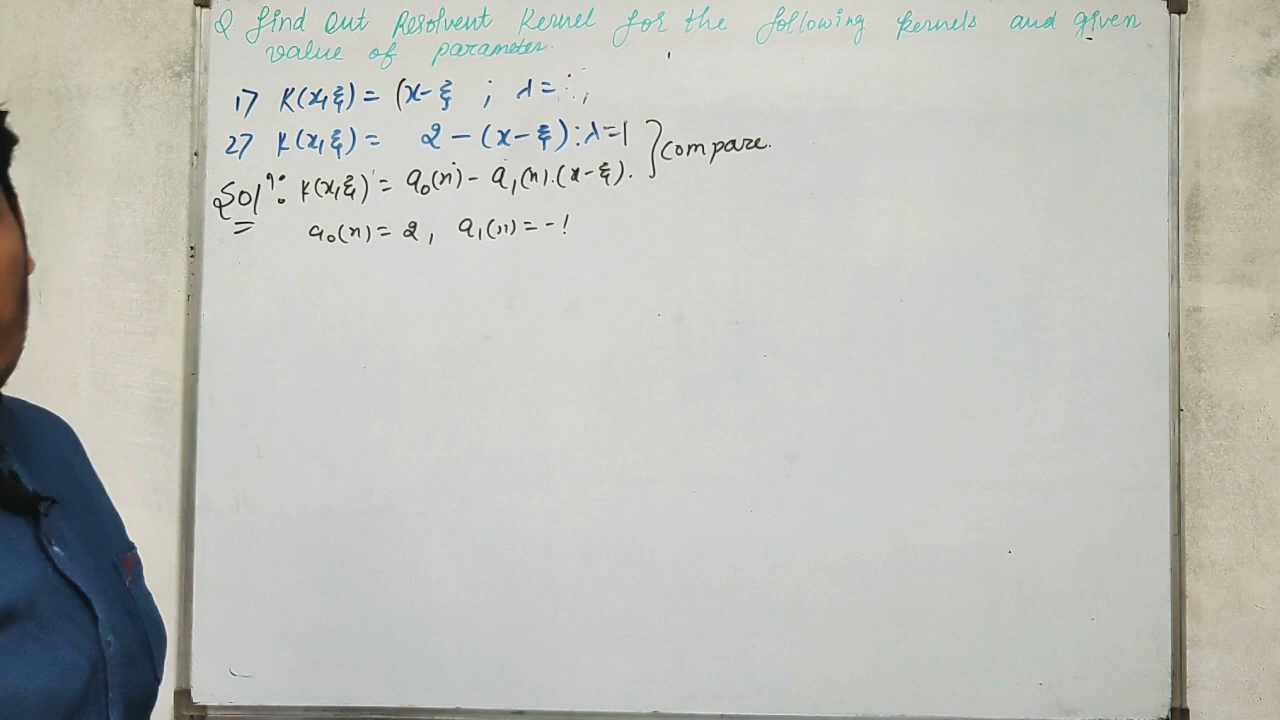 Q find out Resolvent Kernel for the following kernels and given
value of parameter.
1) K(x,ξ) = (x-ξ ; λ=
2) K(x,ξ) = 2 - (x-ξ) : λ=1
Solⁿ: K(x,ξ) = a₀(x) - a₁(x).(x-ξ). } compare.
a₀(x) = 2, a₁(x) = -1